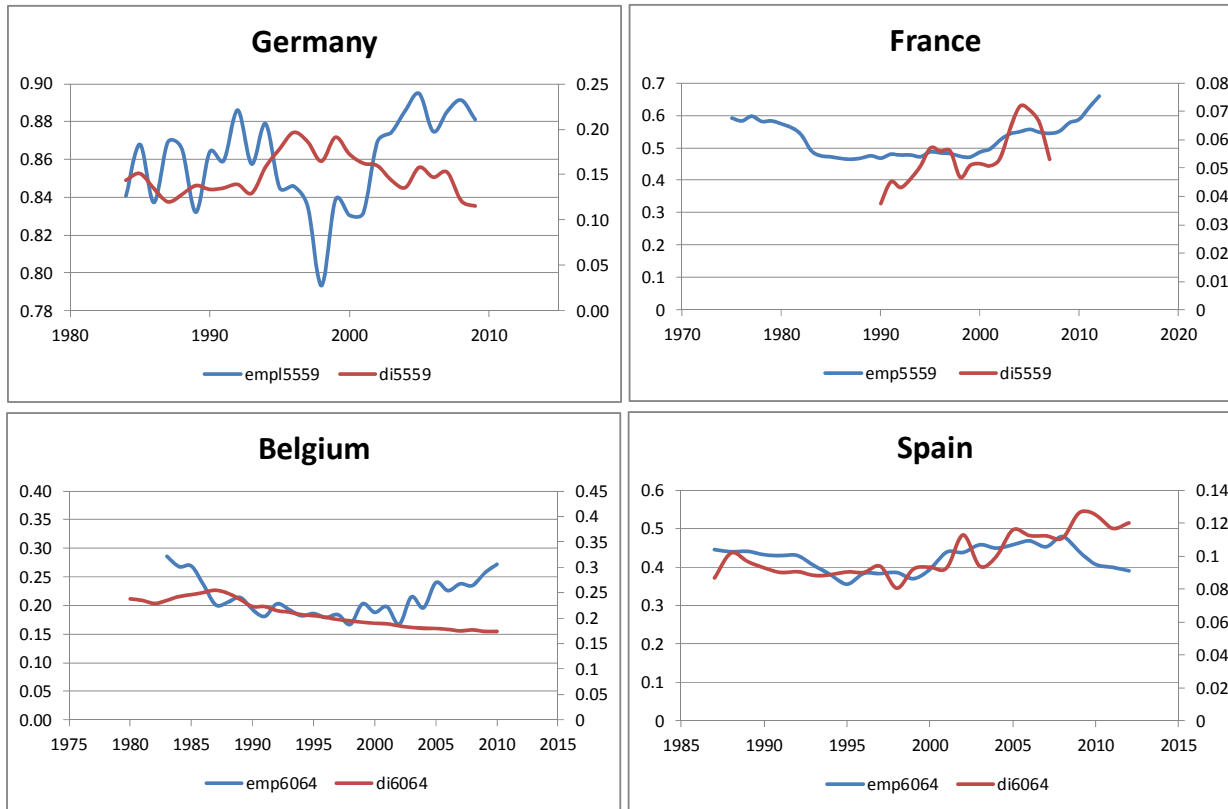 Germany
0.90 0.25
0.88 0.20
0.86 0.15
0.84
0.82 0.10
0.80 0.05
0.78 0.00
1980 1990 2000 2010
empl5559 di5559
France
0.7 0.08
0.6 0.07
0.5 0.06
0.4 0.05
0.3 0.04
0.2 0.03
0.1 0.02
0 0.01
0
1970 1980 1990 2000 2010 2020
emp5559 di5559
Belgium
0.40 0.45
0.35 0.4
0.30 0.35
0.25 0.3
0.20 0.25
0.15 0.2
0.10 0.15
0.05 0.1
0.00 0.05
0
1975 1980 1985 1990 1995 2000 2005 2010 2015
emp6064 di6064
Spain
0.6 0.14
0.5 0.12
0.4 0.1
0.3 0.08
0.2 0.06
0.1 0.04
0 0.02
0
1985 1990 1995 2000 2005 2010 2015
emp6064 di6064